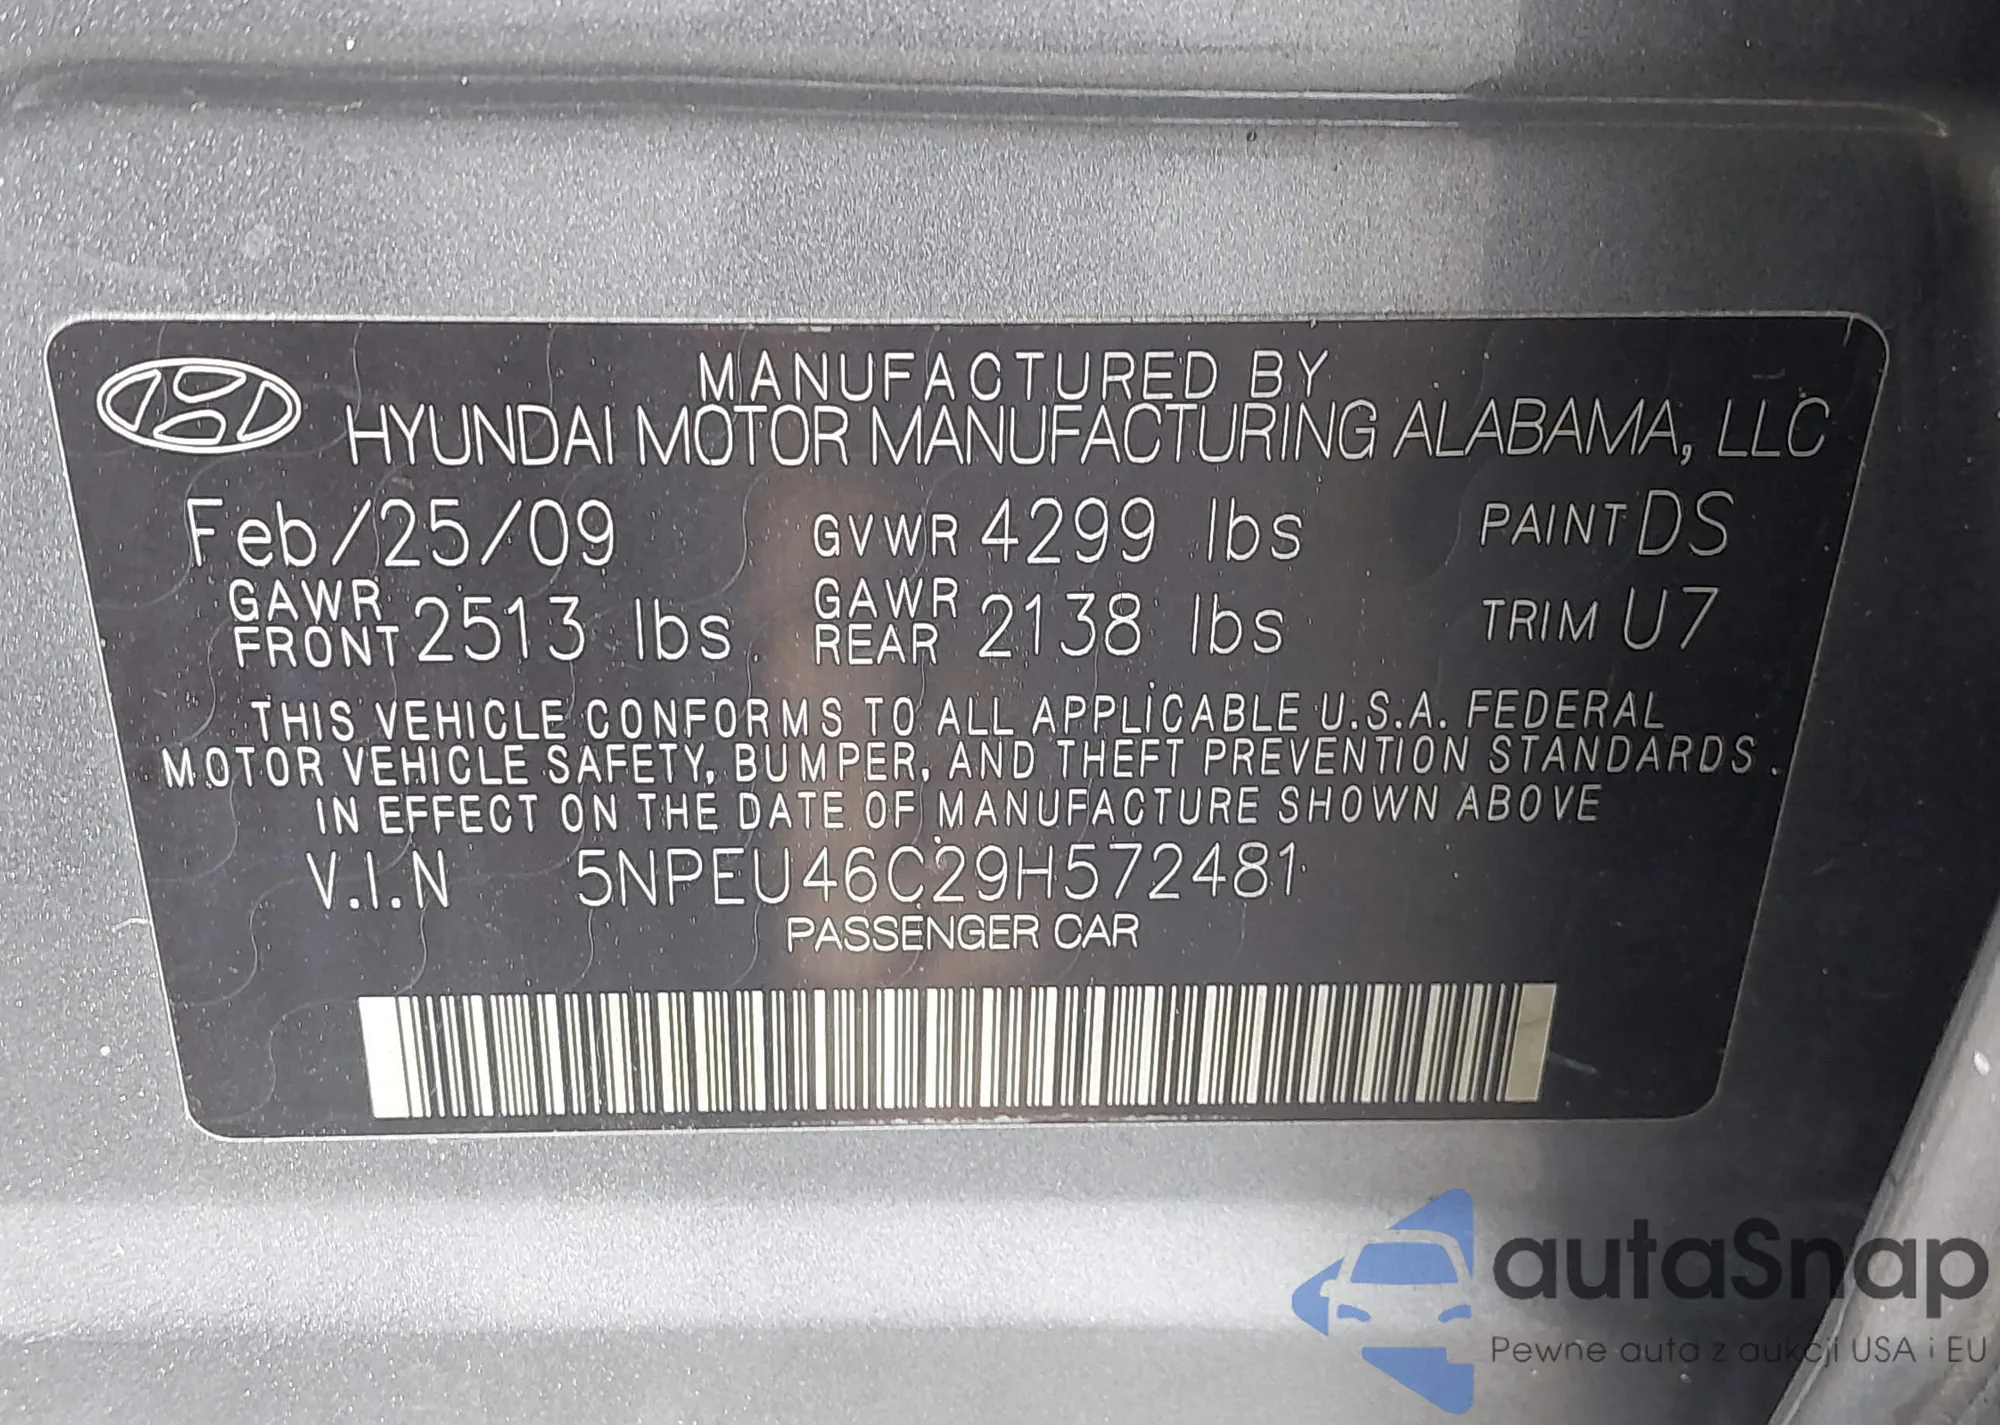 MANUFACTURED BY
HYUNDAI MOTOR MANUFACTURING ALABAMA, LLC
Feb/25/09 GVWR 4299 lbs PAINT DS
GAWR FRONT 2513 lbs GAWR REAR 2138 lbs TRIM U7
THIS VEHICLE CONFORMS TO ALL APPLICABLE U.S.A. FEDERAL
MOTOR VEHICLE SAFETY, BUMPER, AND THEFT PREVENTION STANDARDS
IN EFFECT ON THE DATE OF MANUFACTURE SHOWN ABOVE
V.I.N 5NPEU46C29H572481
PASSENGER CAR
autaSnap
Pewne auta z aukcji USA i EU